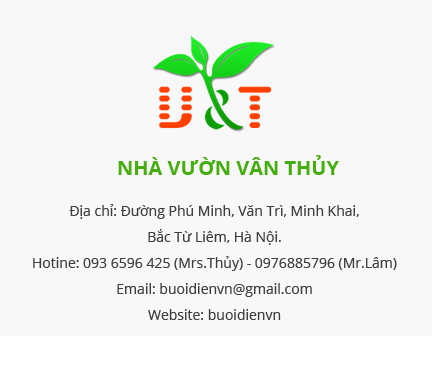 U&T
NHÀ VƯỜN VÂN THỦY
Địa chỉ: Đường Phú Minh, Văn Trì, Minh Khai,
Bắc Từ Liêm, Hà Nội.
Hotine: 093 6596 425 (Mrs.Thủy) - 0976885796 (Mr.Lâm)
Email: buoidienvn@gmail.com
Website: buoidienvn